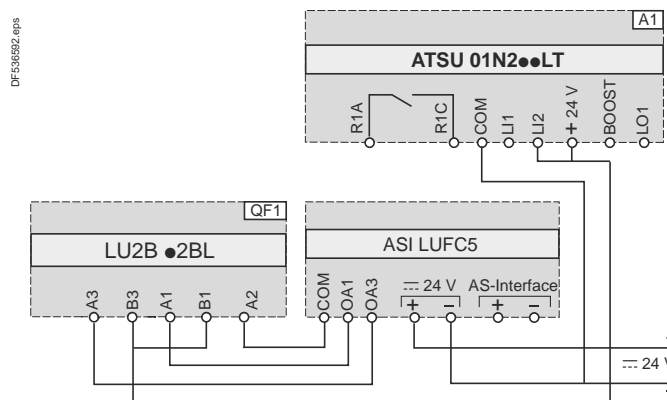 DF536592.eps
A1
ATSU 01N2●●LT
R1A R1C COM LI1 LI2 + 24 V BOOST LO1
QF1
LU2B ●2BL
A3 B3 A1 B1 A2
ASI LUFC5
COM OA1 OA3
24 V AS-Interface
+ – + –
24 V